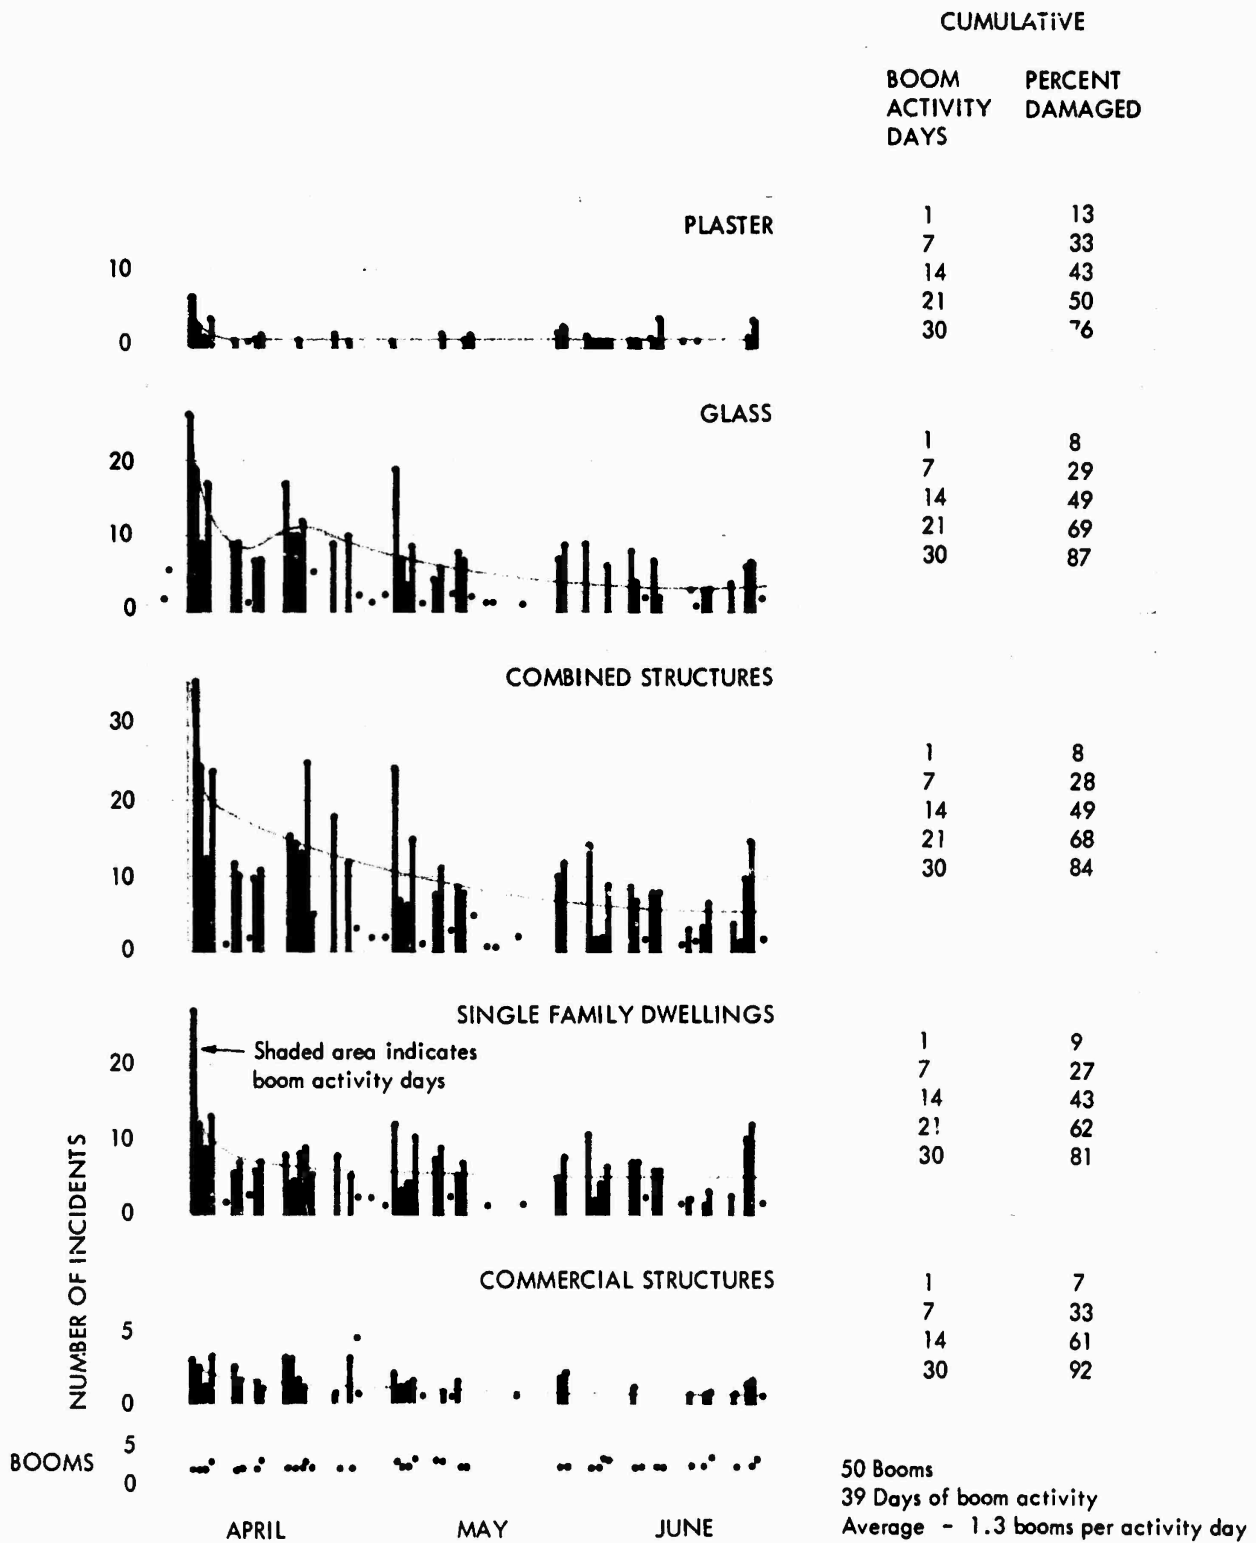 CUMULATIVE
BOOM ACTIVITY DAYS
PERCENT DAMAGED
PLASTER
10
0
1 13
7 33
14 43
21 50
30 76
GLASS
20
10
0
1 8
7 29
14 49
21 69
30 87
COMBINED STRUCTURES
30
20
10
0
1 8
7 28
14 49
21 68
30 84
SINGLE FAMILY DWELLINGS
Shaded area indicates
boom activity days
20
10
0
1 9
7 27
14 43
21 62
30 81
NUMBER OF INCIDENTS
COMMERCIAL STRUCTURES
5
0
1 7
7 33
14 61
30 92
BOOMS
5
0
APRIL MAY JUNE
50 Booms
39 Days of boom activity
Average - 1.3 booms per activity day